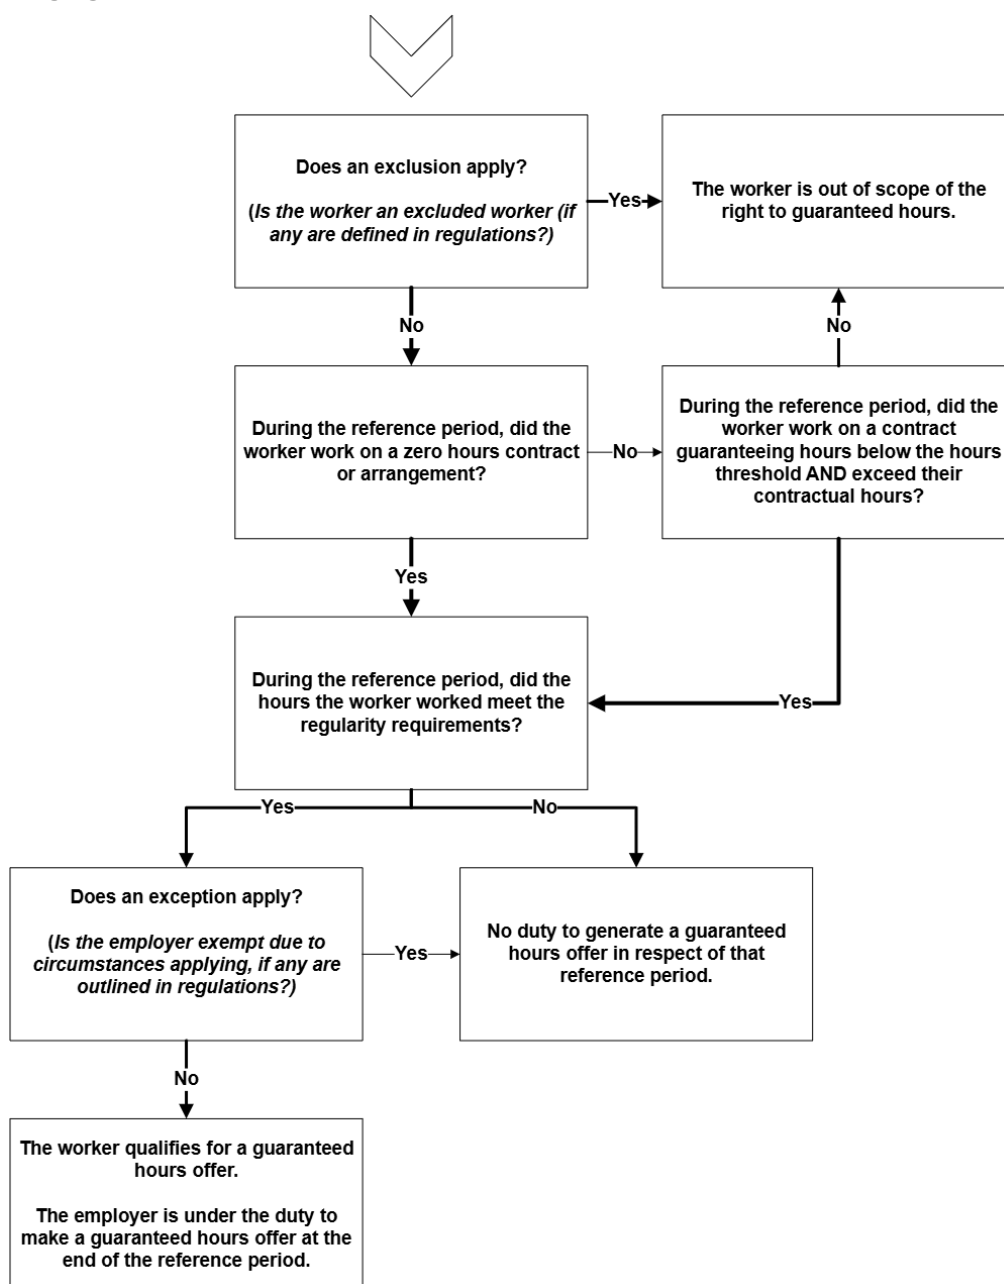 Does an exclusion apply?
(Is the worker an excluded worker (if
any are defined in regulations?)
Yes
The worker is out of scope of the
right to guaranteed hours.
No
No
During the reference period, did the
worker work on a zero hours contract
or arrangement?
No
During the reference period, did the
worker work on a contract
guaranteeing hours below the hours
threshold AND exceed their
contractual hours?
Yes
During the reference period, did the
hours the worker worked meet the
regularity requirements?
Yes
Yes
No
Does an exception apply?
(Is the employer exempt due to
circumstances applying, if any are
outlined in regulations?)
Yes
No duty to generate a guaranteed
hours offer in respect of that
reference period.
No
The worker qualifies for a guaranteed
hours offer.
The employer is under the duty to
make a guaranteed hours offer at the
end of the reference period.